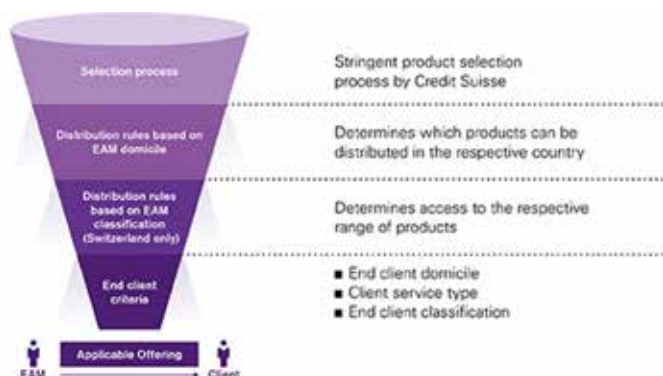 Selection process
Stringent product selection
process by Credit Suisse
Distribution rules based on
EAM domicile
Determines which products can be
distributed in the respective country
Distribution rules
based on EAM
classification
(Switzerland only)
Determines access to the respective
range of products
End client
criteria
■ End client domicile
■ Client service type
■ End client classification
Applicable Offering
EAM
Client